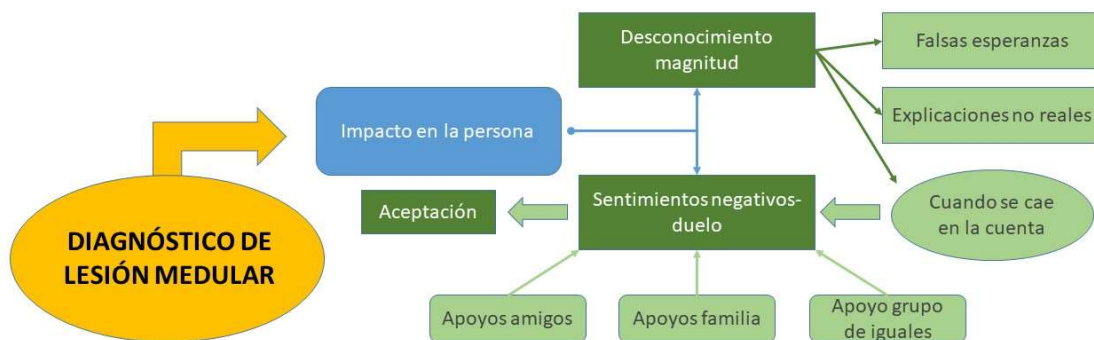 Desconocimiento
magnitud
Falsas esperanzas
Explicaciones no reales
Impacto en la persona
Aceptación
Sentimientos negativos-
duelo
Cuando se cae
en la cuenta
DIAGNÓSTICO DE
LESIÓN MEDULAR
Apoyos amigos
Apoyos familia
Apoyo grupo
de iguales